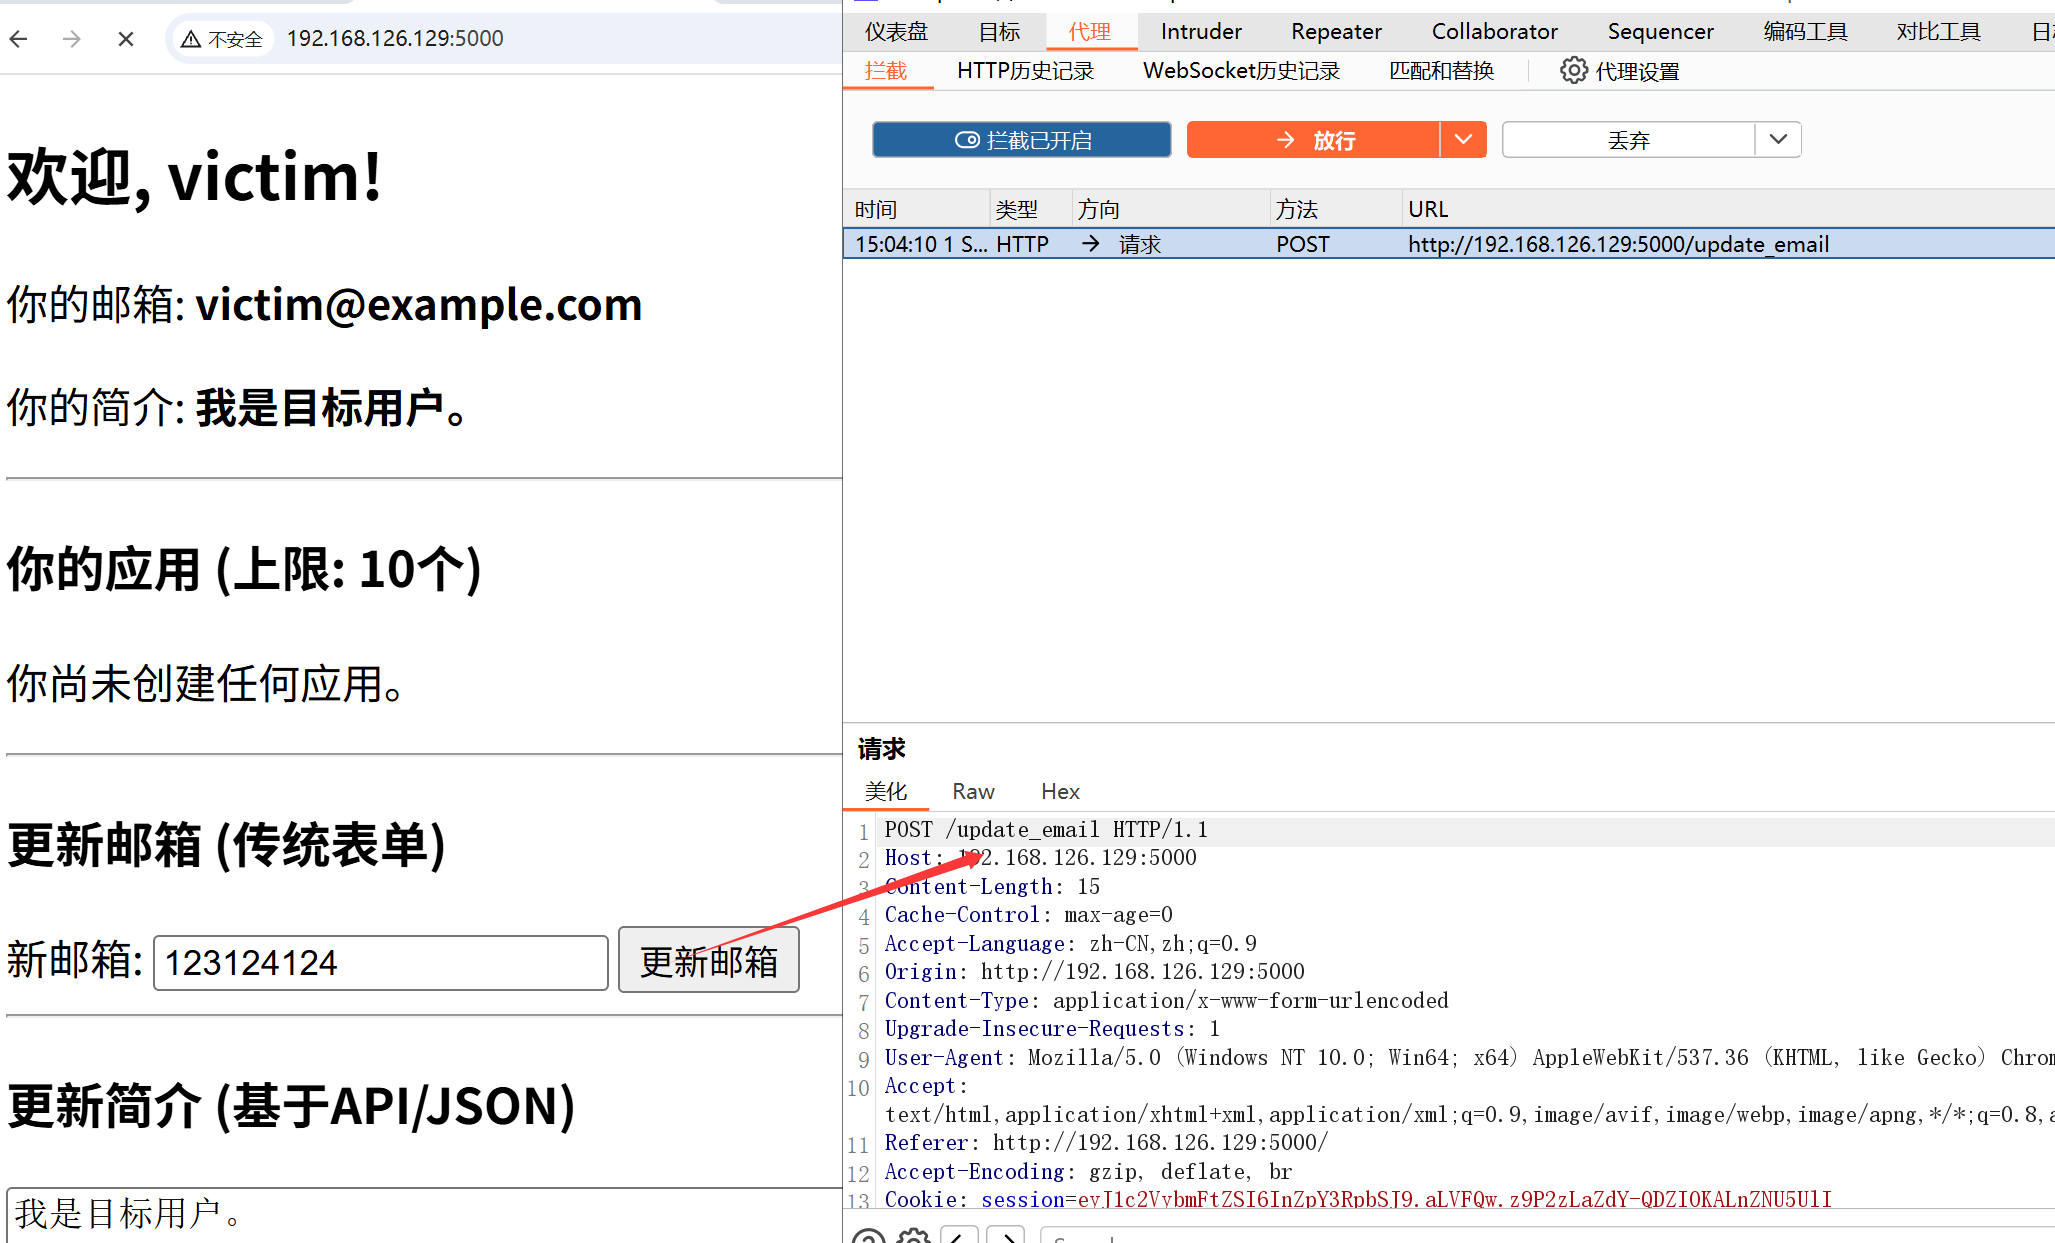 不安全 192.168.126.129:5000
欢迎, victim!
你的邮箱: victim@example.com
你的简介: 我是目标用户。
你的应用 (上限: 10个)
你尚未创建任何应用。
更新邮箱 (传统表单)
新邮箱: 123124124 更新邮箱
更新简介 (基于API/JSON)
我是目标用户。
仪表盘 目标 代理 Intruder Repeater Collaborator Sequencer 编码工具 对比工具
拦截 HTTP历史记录 WebSocket历史记录 匹配和替换 代理设置
拦截已开启 放行 丢弃
时间 类型 方向 方法 URL
15:04:10 1 S... HTTP → 请求 POST http://192.168.126.129:5000/update_email
请求
美化 Raw Hex
1 POST /update_email HTTP/1.1
2 Host: 192.168.126.129:5000
3 Content-Length: 15
4 Cache-Control: max-age=0
5 Accept-Language: zh-CN,zh;q=0.9
6 Origin: http://192.168.126.129:5000
7 Content-Type: application/x-www-form-urlencoded
8 Upgrade-Insecure-Requests: 1
9 User-Agent: Mozilla/5.0 (Windows NT 10.0; Win64; x64) AppleWebKit/537.36 (KHTML, like Gecko) Chrom
10 Accept:
text/html,application/xhtml+xml,application/xml;q=0.9,image/avif,image/webp,image/apng,*/*;q=0.8,a
11 Referer: http://192.168.126.129:5000/
12 Accept-Encoding: gzip, deflate, br
13 Cookie: session=eyJ1c2VybmFtZSI6InZpY3RpbSJ9.aLVFQw.z9P2zLaZdY-QDZIOKALnZNU5UlI